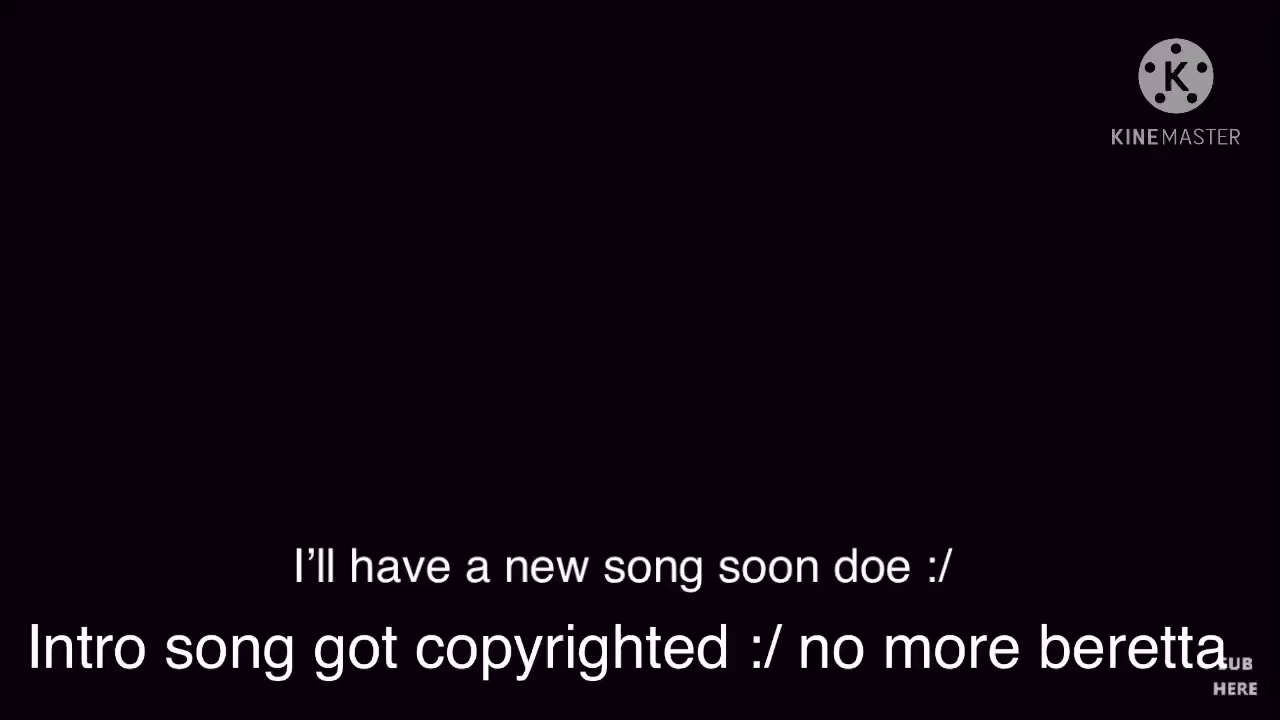 K
KINEMASTER
I'll have a new song soon doe :/
Intro song got copyrighted :/ no more beretta
SUB
HERE